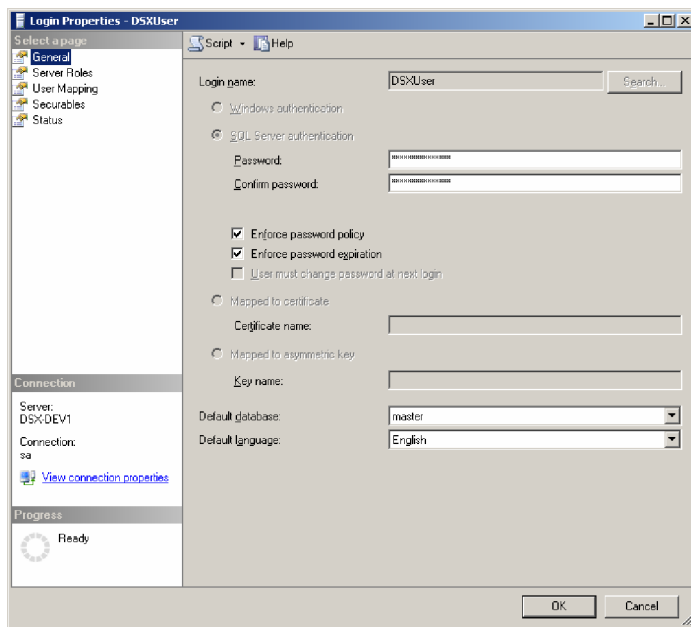 Login Properties - DSXUser
Select a page
General
Server Roles
User Mapping
Securables
Status
Script Help
Login name: DSXUser Search...
Windows authentication
SQL Server authentication
Password: ***************
Confirm password: ***************
Enforce password policy
Enforce password expiration
User must change password at next login
Mapped to certificate
Certificate name:
Mapped to asymmetric key
Key name:
Default database: master
Default language: English
Connection
Server:
DSX-DEV1
Connection:
sa
View connection properties
Progress
Ready
OK Cancel